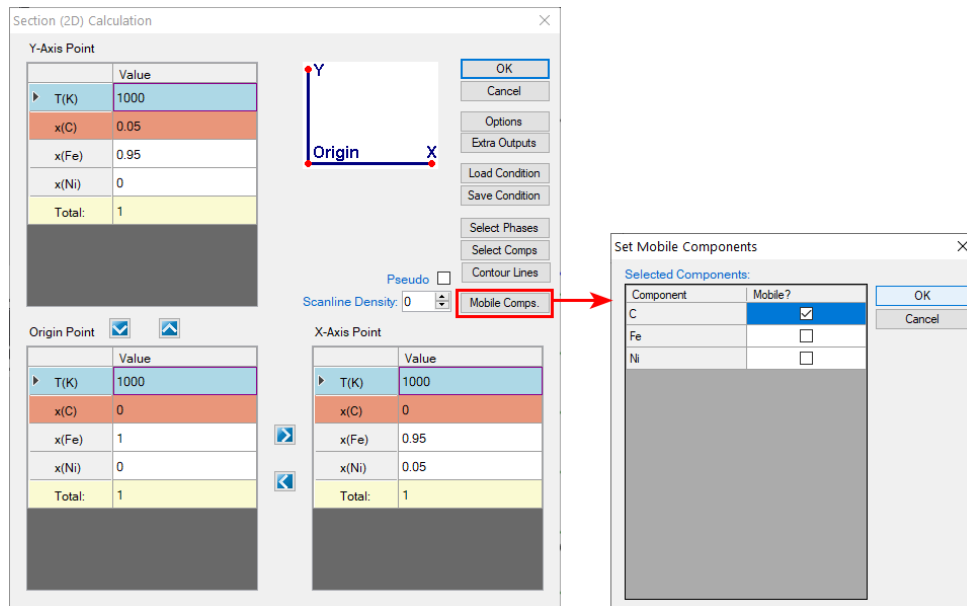 Section (2D) Calculation
Y-Axis Point
Value
T(K) 1000
x(C) 0.05
x(Fe) 0.95
x(Ni) 0
Total: 1
Y
Origin X
OK
Cancel
Options
Extra Outputs
Load Condition
Save Condition
Select Phases
Select Comps
Pseudo Contour Lines
Scanline Density: 0 Mobile Comps.
Origin Point
Value
T(K) 1000
x(C) 0
x(Fe) 1
x(Ni) 0
Total: 1
X-Axis Point
Value
T(K) 1000
x(C) 0
x(Fe) 0.95
x(Ni) 0.05
Total: 1
Set Mobile Components
Selected Components:
Component Mobile?
C
Fe
Ni
OK
Cancel